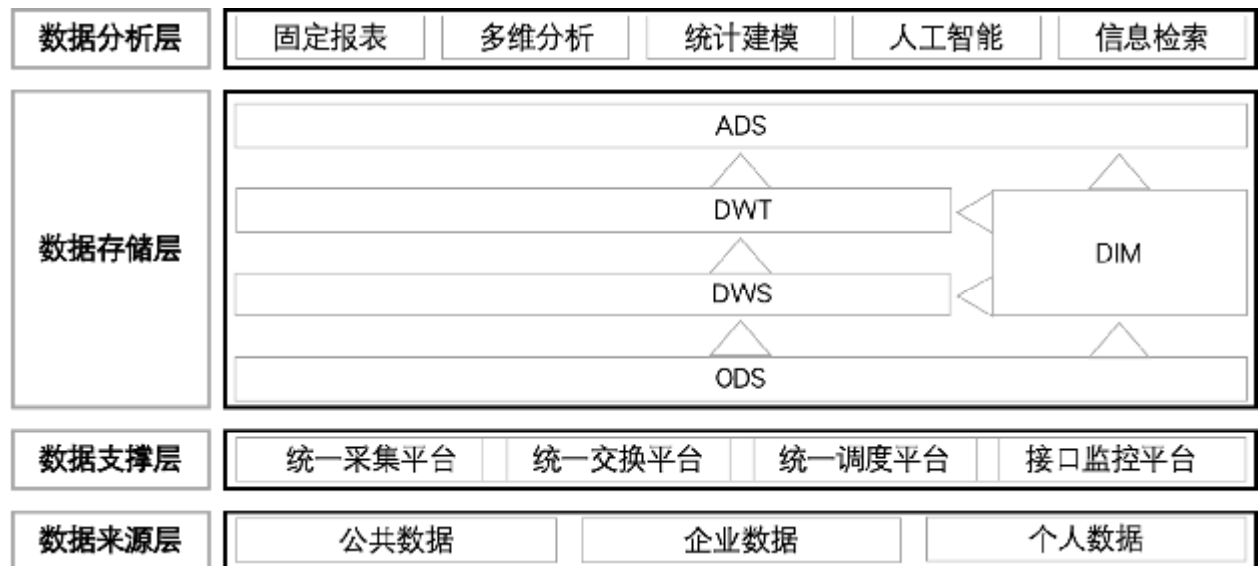 数据分析层 固定报表 多维分析 统计建模 人工智能 信息检索
ADS
DWT
数据存储层 DIM
DWS
ODS
数据支撑层 统一采集平台 统一交换平台 统一调度平台 接口监控平台
数据来源层 公共数据 企业数据 个人数据